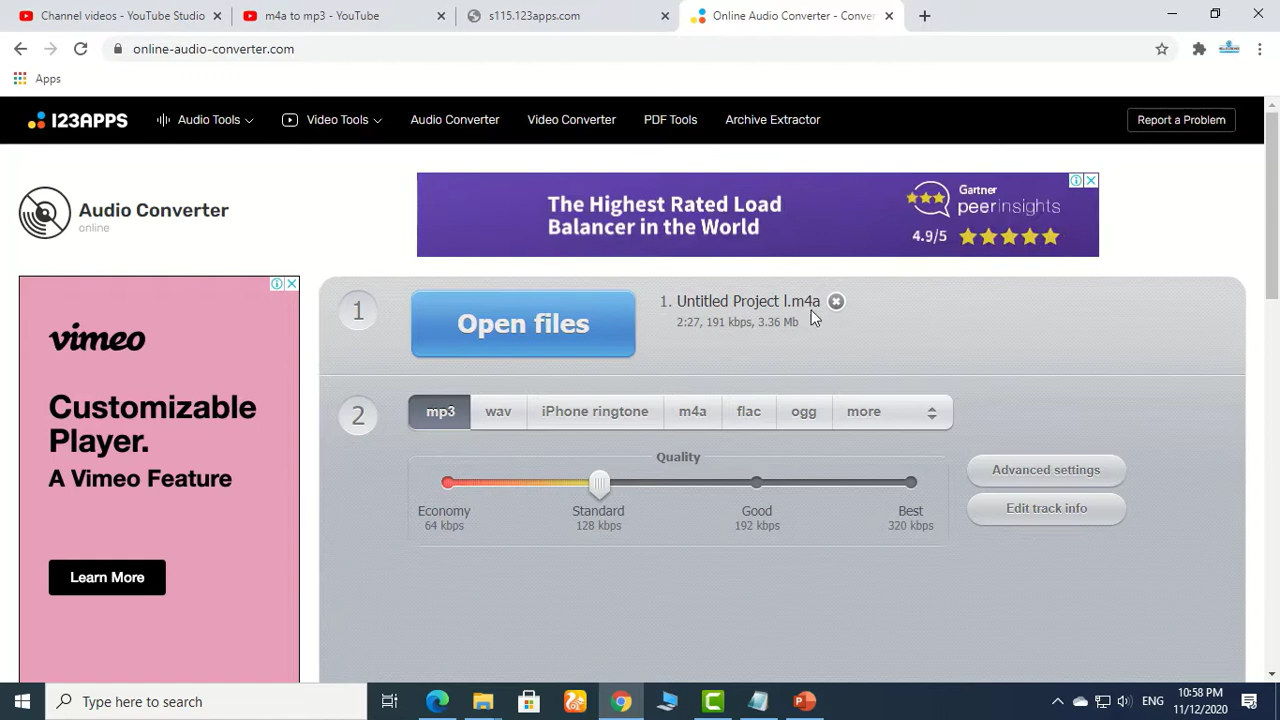 Channel videos - YouTube Studio
m4a to mp3 - YouTube
s115.123apps.com
Online Audio Converter - Conver
online-audio-converter.com
Apps
123APPS
Audio Tools
Video Tools
Audio Converter
Video Converter
PDF Tools
Archive Extractor
Report a Problem
Audio Converter
online
The Highest Rated Load
Balancer in the World
Gartner
peerinsights
4.9/5
vimeo
Customizable
Player.
A Vimeo Feature
Learn More
1
Open files
1. Untitled Project l.m4a
2:27, 191 kbps, 3.36 Mb
2
mp3 wav iPhone ringtone m4a flac ogg more
Quality
Economy Standard Good Best
64 kbps 128 kbps 192 kbps 320 kbps
Advanced settings
Edit track info
Type here to search
ENG
10:58 PM
11/12/2020